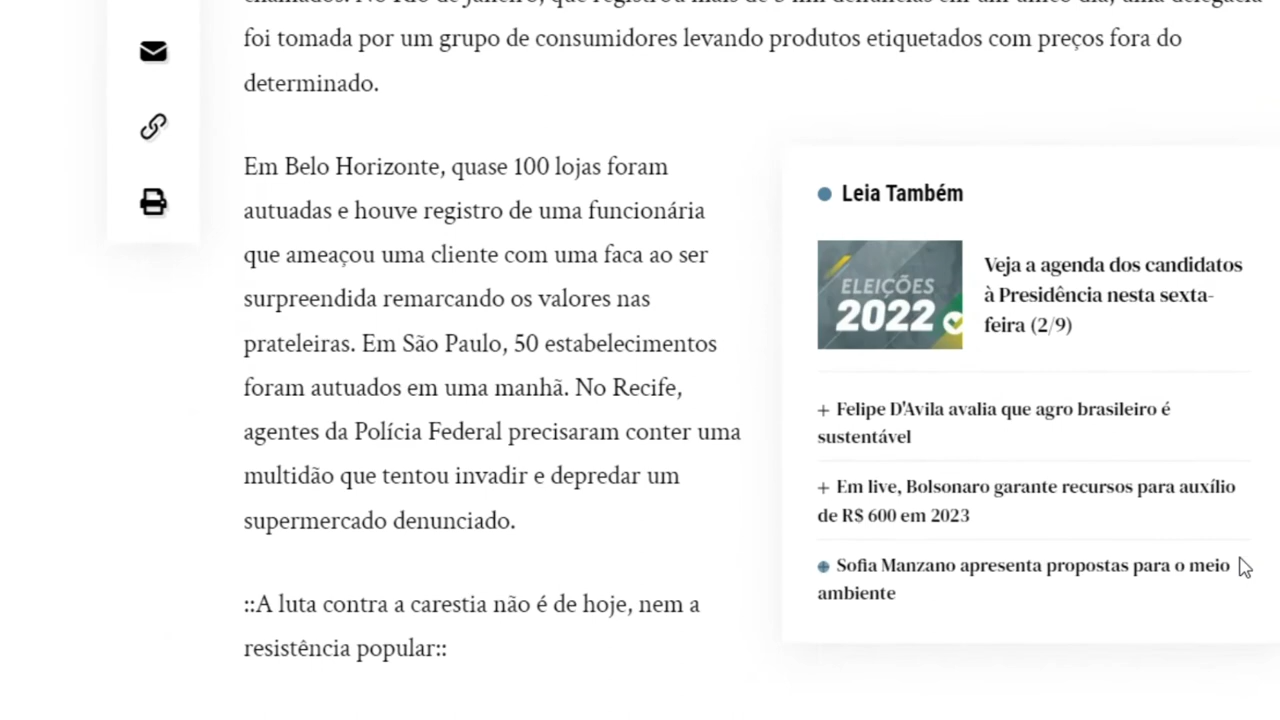 foi tomada por um grupo de consumidores levando produtos etiquetados com preços fora do
determinado.
Em Belo Horizonte, quase 100 lojas foram
autuadas e houve registro de uma funcionária
que ameaçou uma cliente com uma faca ao ser
surpreendida remarcando os valores nas
prateleiras. Em São Paulo, 50 estabelecimentos
foram autuados em uma manhã. No Recife,
agentes da Polícia Federal precisaram conter uma
multidão que tentou invadir e depredar um
supermercado denunciado.
::A luta contra a carestia não é de hoje, nem a
resistência popular::
Leia Também
ELEIÇÕES
2022
Veja a agenda dos candidatos
à Presidência nesta sexta-
feira (2/9)
+ Felipe D'Avila avalia que agro brasileiro é
sustentável
+ Em live, Bolsonaro garante recursos para auxílio
de R$ 600 em 2023
+ Sofia Manzano apresenta propostas para o meio
ambiente